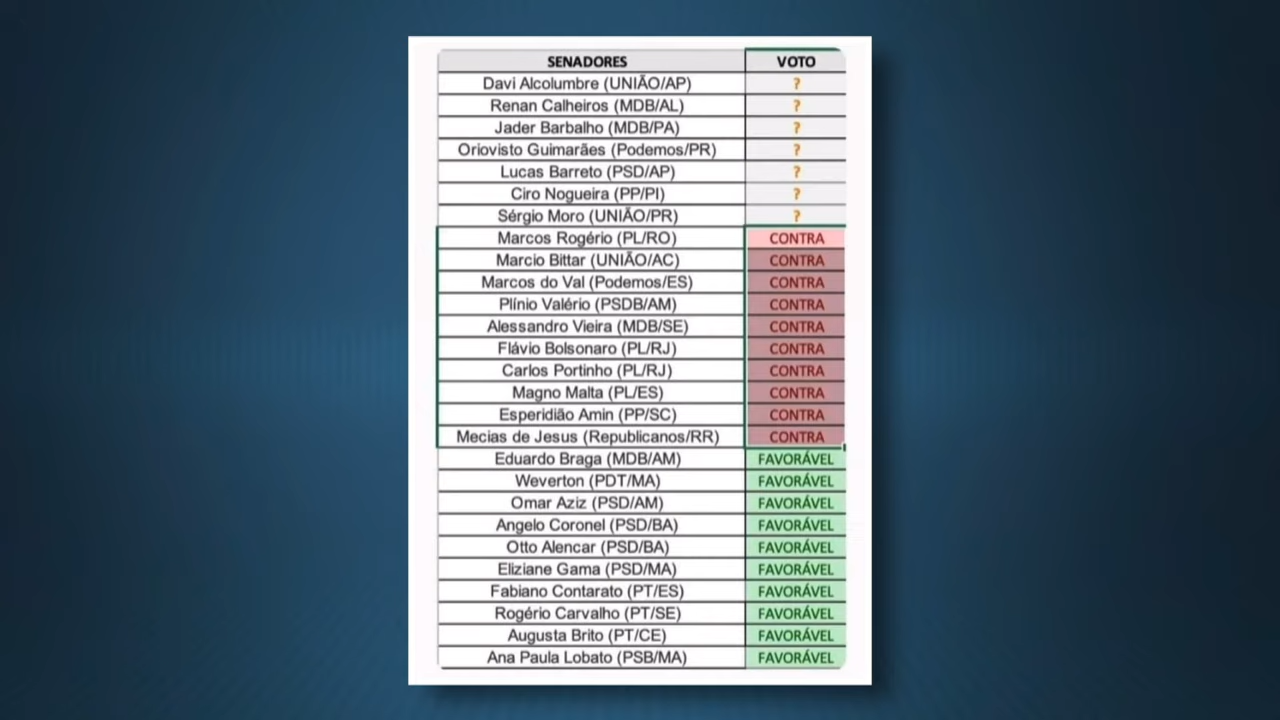 SENADORES VOTO
Davi Alcolumbre (UNIÃO/AP) ?
Renan Calheiros (MDB/AL) ?
Jader Barbalho (MDB/PA) ?
Oriovisto Guimarães (Podemos/PR) ?
Lucas Barreto (PSD/AP) ?
Ciro Nogueira (PP/PI) ?
Sérgio Moro (UNIÃO/PR) ?
Marcos Rogério (PL/RO) CONTRA
Marcio Bittar (UNIÃO/AC) CONTRA
Marcos do Val (Podemos/ES) CONTRA
Plínio Valério (PSDB/AM) CONTRA
Alessandro Vieira (MDB/SE) CONTRA
Flávio Bolsonaro (PL/RJ) CONTRA
Carlos Portinho (PL/RJ) CONTRA
Magno Malta (PL/ES) CONTRA
Esperidião Amin (PP/SC) CONTRA
Mecias de Jesus (Republicanos/RR) CONTRA
Eduardo Braga (MDB/AM) FAVORÁVEL
Weverton (PDT/MA) FAVORÁVEL
Omar Aziz (PSD/AM) FAVORÁVEL
Angelo Coronel (PSD/BA) FAVORÁVEL
Otto Alencar (PSD/BA) FAVORÁVEL
Eliziane Gama (PSD/MA) FAVORÁVEL
Fabiano Contarato (PT/ES) FAVORÁVEL
Rogério Carvalho (PT/SE) FAVORÁVEL
Augusta Brito (PT/CE) FAVORÁVEL
Ana Paula Lobato (PSB/MA) FAVORÁVEL